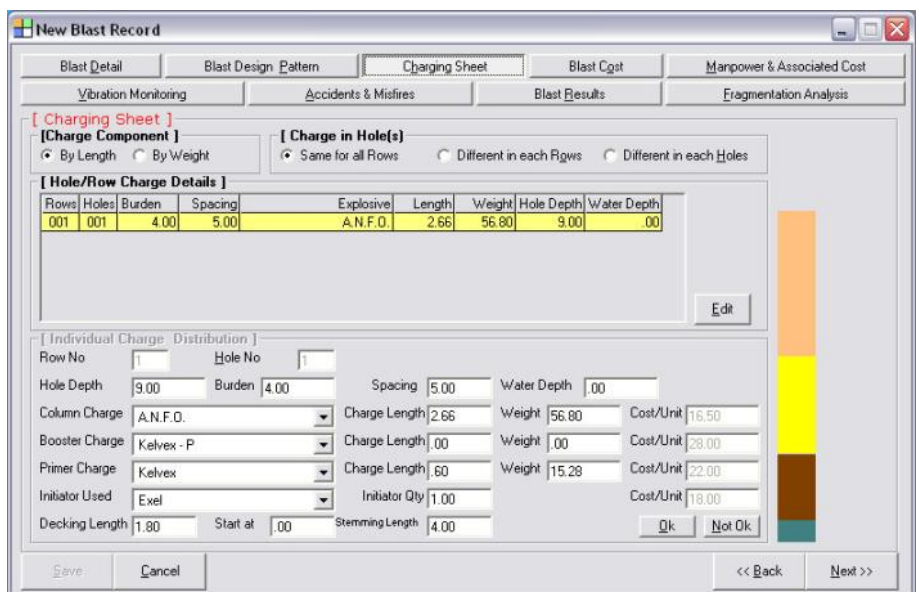 New Blast Record
Blast Detail Blast Design Pattern Charging Sheet Blast Cost Manpower & Associated Cost
Vibration Monitoring Accidents & Misfires Blast Results Fragmentation Analysis
[ Charging Sheet ]
[Charge Component ] [ Charge in Hole(s)
By Length By Weight Same for all Rows Different in each Rows Different in each Holes
[ Hole/Row Charge Details ]
Rows Holes Burden Spacing Explosive Length Weight Hole Depth Water Depth
001 001 4.00 5.00 A.N.F.O. 2.66 56.80 9.00 .00
Edit
[ Individual Charge Distribution ]
Row No 1 Hole No 1
Hole Depth 9.00 Burden 4.00 Spacing 5.00 Water Depth .00
Column Charge A.N.F.O. Charge Length 2.66 Weight 56.80 Cost/Unit 16.50
Booster Charge Kelvex - P Charge Length .00 Weight .00 Cost/Unit 28.00
Primer Charge Kelvex Charge Length .60 Weight 15.28 Cost/Unit 22.00
Initiator Used Exel Initiator Qty 1.00 Cost/Unit 18.00
Decking Length 1.80 Start at .00 Stemming Length 4.00 Ok Not Ok
Save Cancel << Back Next >>